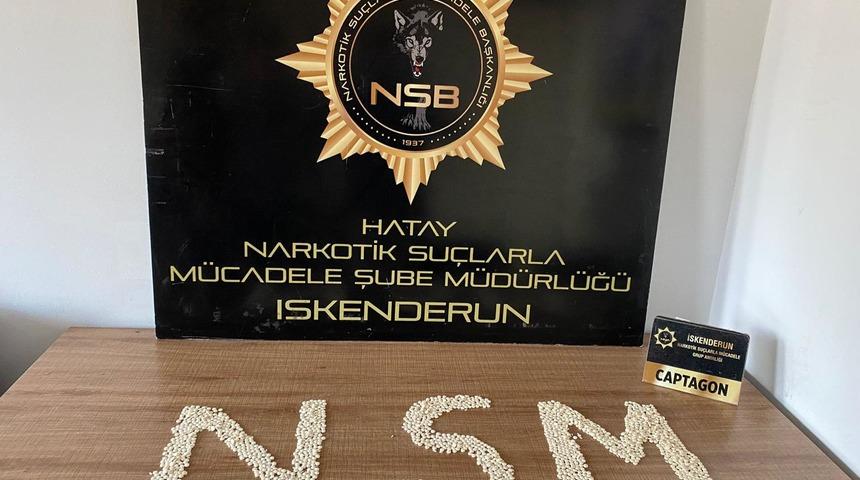 NARKOTİK SUÇLARLA MÜCADELE BAŞKANLIĞI
NSB
1937
HATAY
NARKOTİK SUÇLARLA
MÜCADELE ŞUBE MÜDÜRLÜĞÜ
ISKENDERUN
İSKENDERUN
NARKOTİK SUÇLARLA MÜCADELE
GRUP AMİRLİĞİ
CAPTAGON
NSM